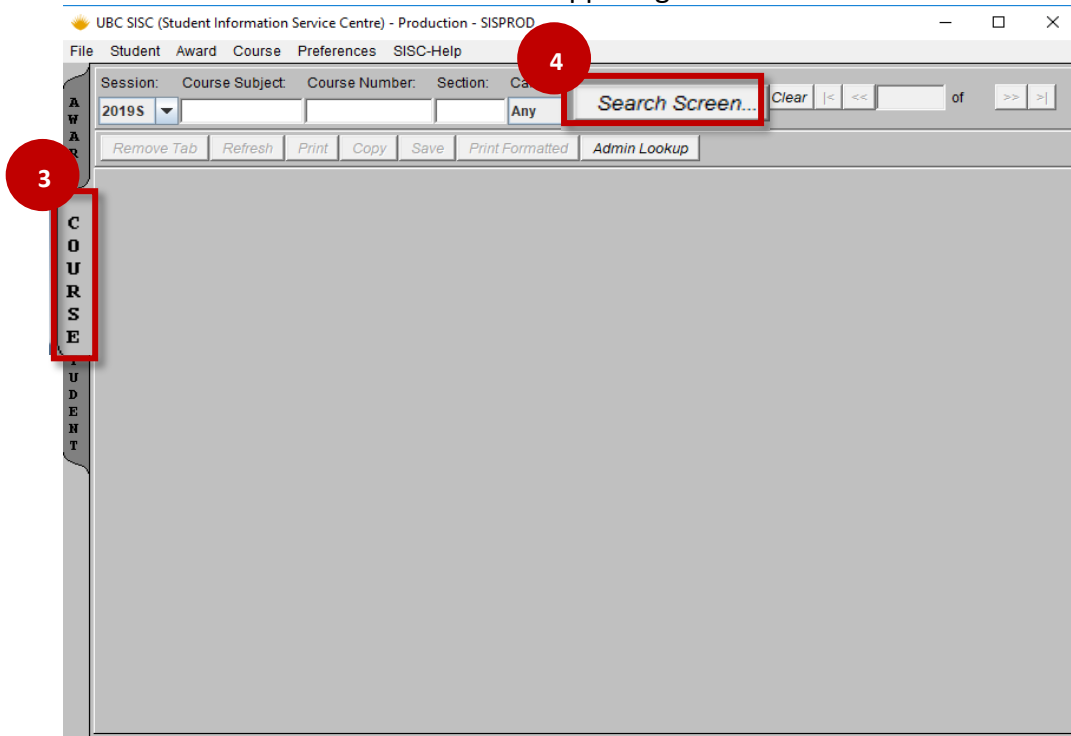 UBC SISC (Student Information Service Centre) - Production - SISPROD
File Student Award Course Preferences SISC-Help
4
Session: Course Subject: Course Number: Section: Ca
2019S Any Search Screen... Clear |< << of >> >|
Remove Tab Refresh Print Copy Save Print Formatted Admin Lookup
A
W
A
R
3
C
O
U
R
S
E
T
U
D
E
N
T